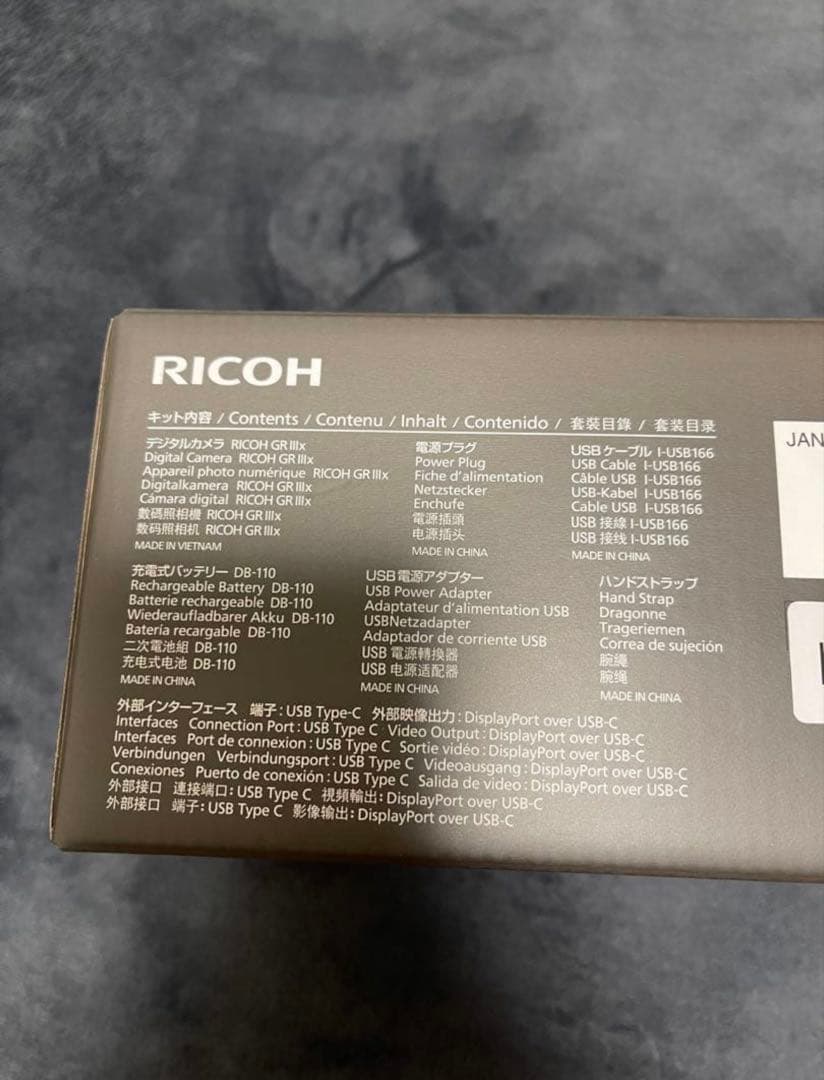 RICOH
キット内容 / Contents / Contenu / Inhalt / Contenido / 套裝目錄 / 套装目录
デジタルカメラ RICOH GR IIIx
Digital Camera RICOH GR IIIx
Appareil photo numérique RICOH GR IIIx
Digitalkamera RICOH GR IIIx
Cámara digital RICOH GR IIIx
數碼照相機 RICOH GR IIIx
数码照相机 RICOH GR IIIx
MADE IN VIETNAM
電源プラグ
Power Plug
Fiche d'alimentation
Netzstecker
Enchufe
電源插頭
电源插头
MADE IN CHINA
USB ケーブル I-USB166
USB Cable I-USB166
Câble USB I-USB166
USB-Kabel I-USB166
Cable USB I-USB166
USB 接線 I-USB166
USB 接线 I-USB166
MADE IN CHINA
充電式バッテリー DB-110
Rechargeable Battery DB-110
Batterie rechargeable DB-110
Wiederaufladbarer Akku DB-110
Batería recargable DB-110
二次電池組 DB-110
充电式电池 DB-110
MADE IN CHINA
USB 電源アダプター
USB Power Adapter
Adaptateur d'alimentation USB
USBNetzadapter
Adaptador de corriente USB
USB 電源轉換器
USB 电源适配器
MADE IN CHINA
ハンドストラップ
Hand Strap
Dragonne
Trageriemen
Correa de sujeción
腕繩
腕绳
MADE IN CHINA
外部インターフェース 端子：USB Type-C 外部映像出力：DisplayPort over USB-C
Interfaces Connection Port : USB Type C Video Output : DisplayPort over USB-C
Interfaces Port de connexion : USB Type C Sortie vidéo : DisplayPort over USB-C
Verbindungen Verbindungsport : USB Type C Videoausgang : DisplayPort over USB-C
Conexiones Puerto de conexión : USB Type C Salida de video : DisplayPort over USB-C
外部接口 連接端口：USB Type C 視頻輸出：DisplayPort over USB-C
外部接口 端子：USB Type C 影像输出：DisplayPort over USB-C
JAN